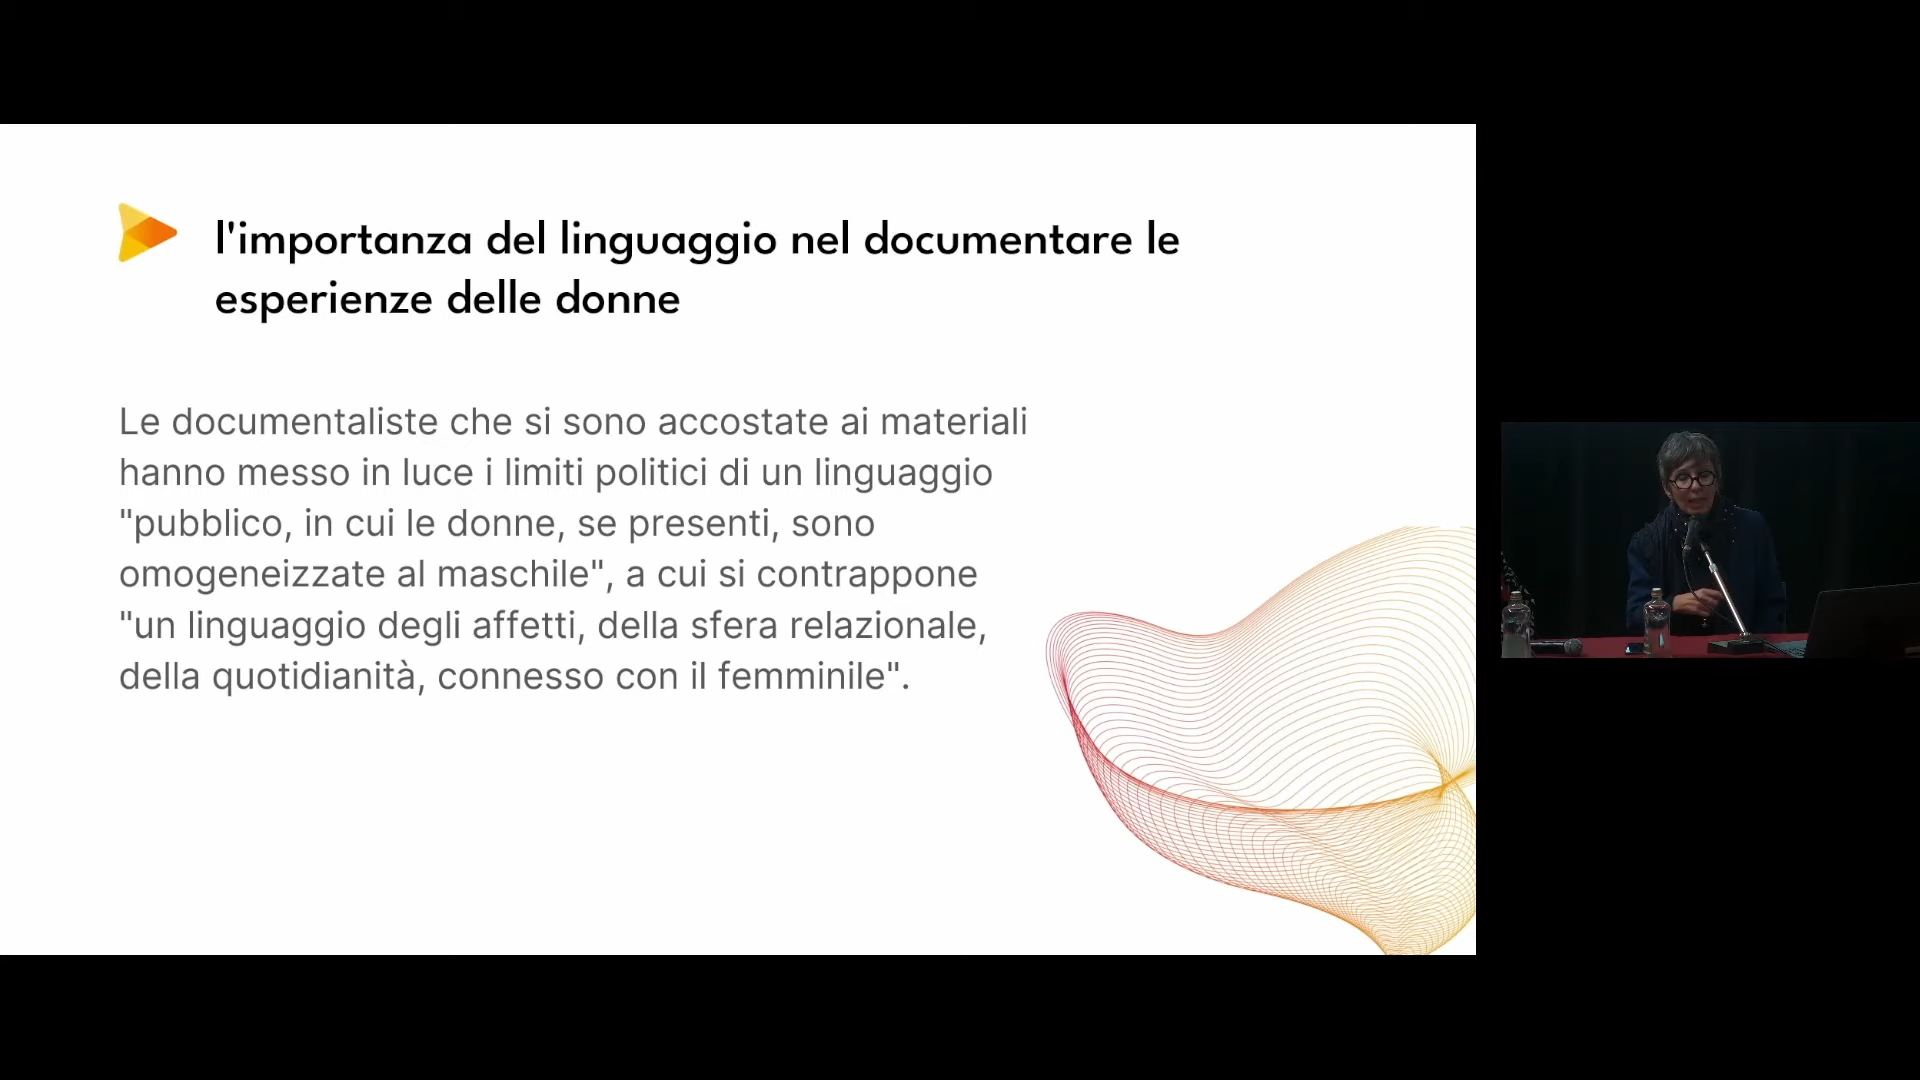 l'importanza del linguaggio nel documentare le
esperienze delle donne
Le documentaliste che si sono accostate ai materiali
hanno messo in luce i limiti politici di un linguaggio
"pubblico, in cui le donne, se presenti, sono
omogeneizzate al maschile", a cui si contrappone
"un linguaggio degli affetti, della sfera relazionale,
della quotidianità, connesso con il femminile".